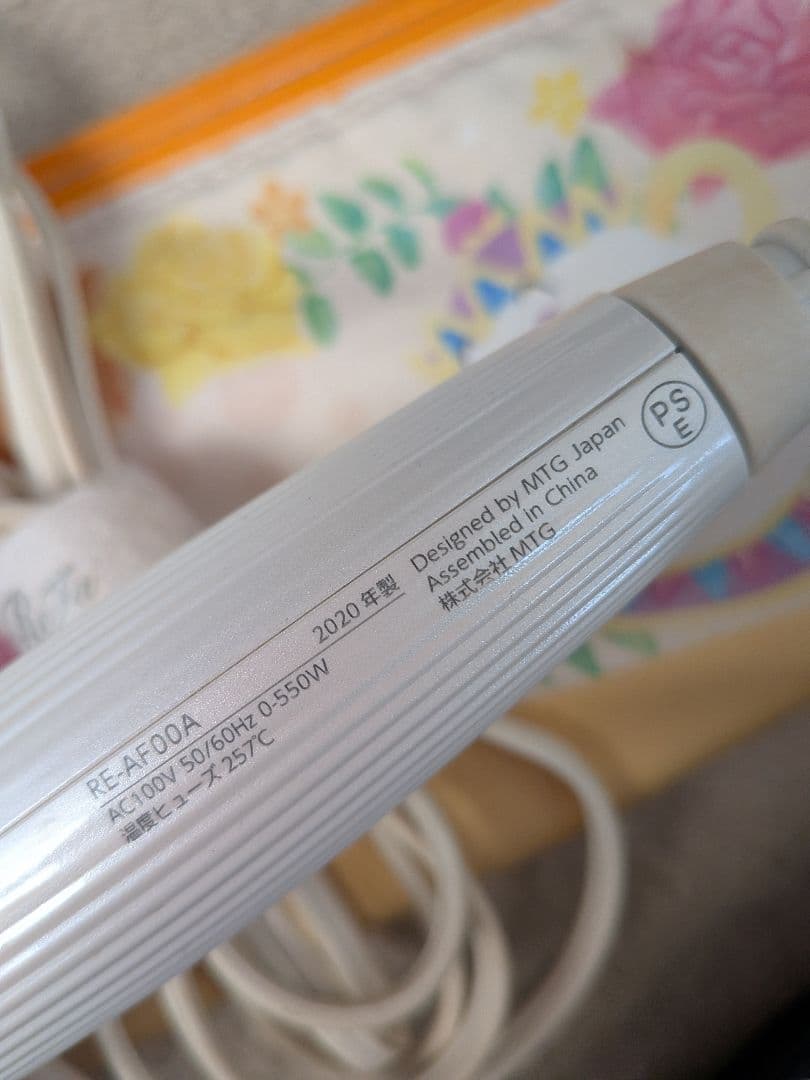 RE-AF00A
2020年製
AC100V 50/60Hz 0-550W
温度ヒューズ 257℃
Designed by MTG Japan
Assembled in China
株式会社 MTG
PS
E
ReFa